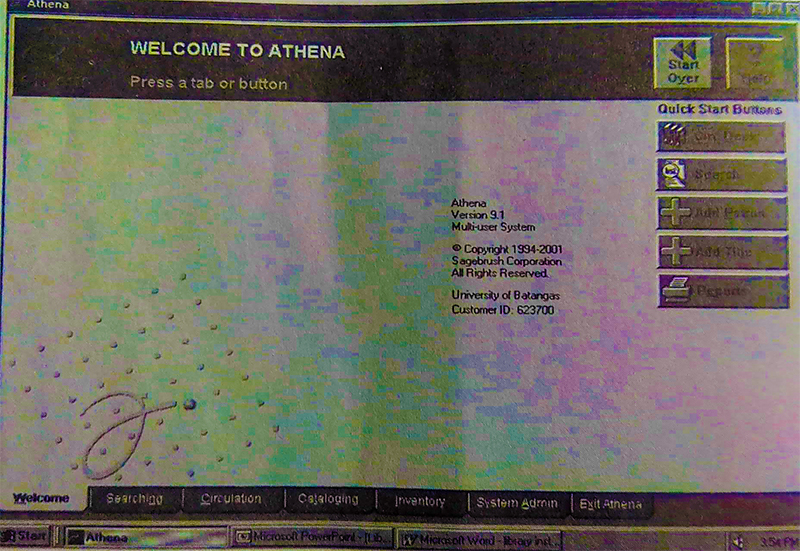 Athena
WELCOME TO ATHENA
Press a tab or button
Start
Over
Help
Quick Start Buttons
Circ Desk
Search
Add Patron
Add Title
Reports
Athena
Version 9.1
Multi-user System
© Copyright 1994-2001
Sagebrush Corporation
All Rights Reserved.
University of Batangas
Customer ID: 623700
Welcome
Searching
Circulation
Cataloging
Inventory
System Admin
Exit Athena
Start
Athena
Microsoft PowerPoint - [Lib...
Microsoft Word - library inst...
3:54 PM